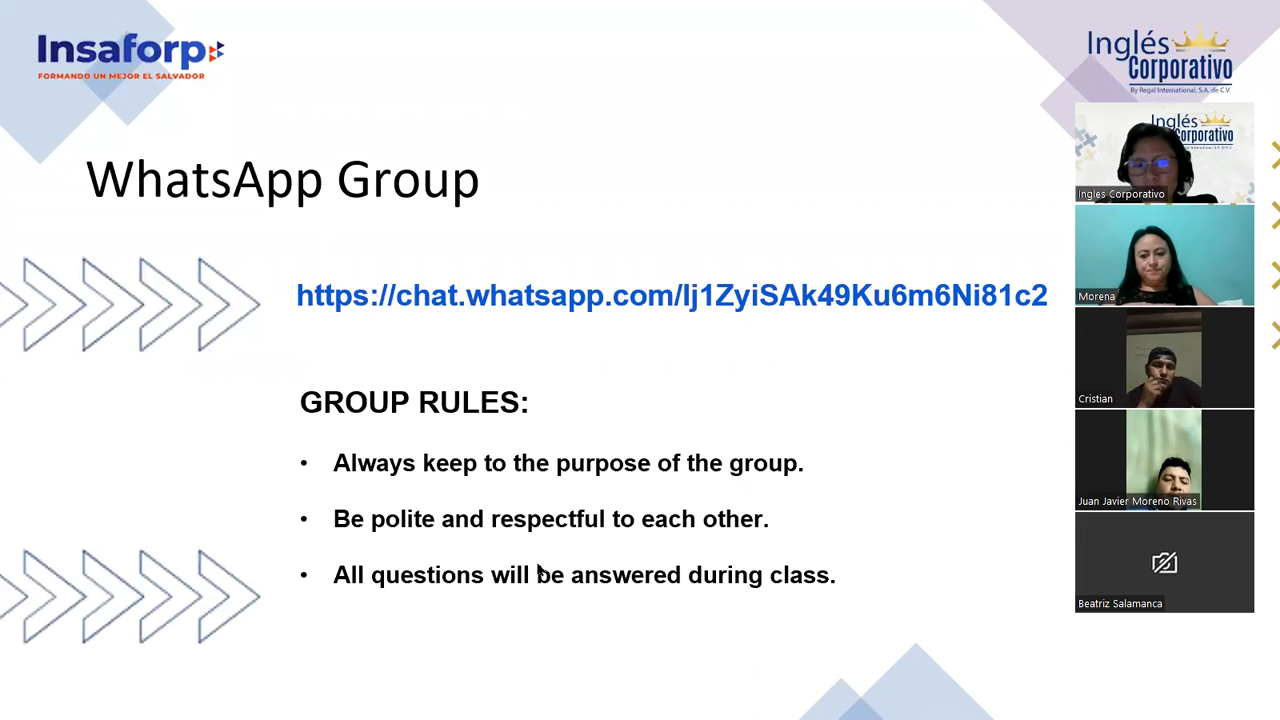 Insaforp
FORMANDO UN MEJOR EL SALVADOR
Inglés
Corporativo
By Regal International, S.A. de C.V.
WhatsApp Group
https://chat.whatsapp.com/Ij1ZyiSAk49Ku6m6Ni81c2
GROUP RULES:
• Always keep to the purpose of the group.
• Be polite and respectful to each other.
• All questions will be answered during class.
Inglés
Corporativo
Ingles Corporativo
Morena
Cristian
Juan Javier Moreno Rivas
Beatriz Salamanca